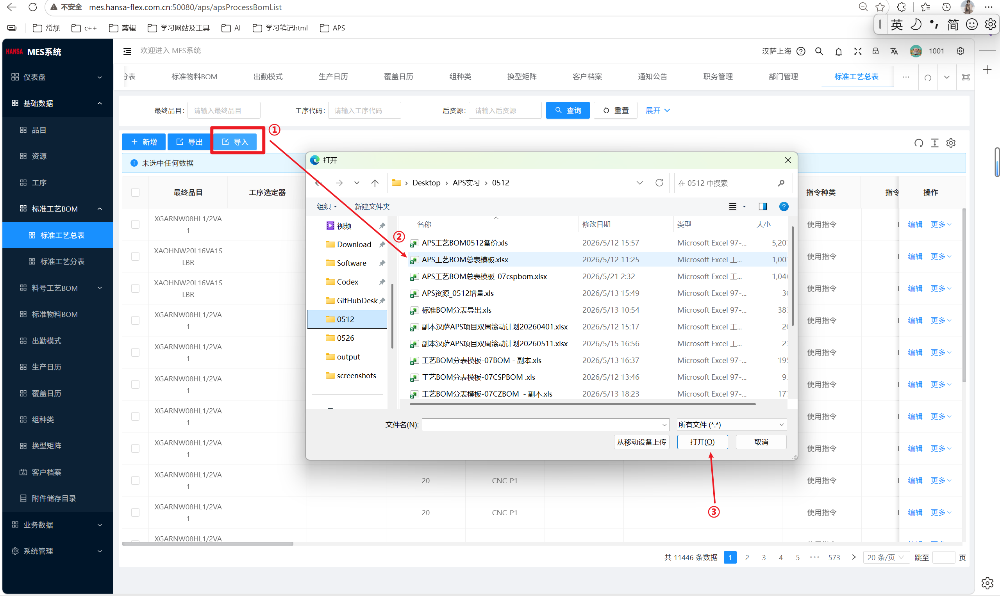 不安全 mes.hansa-flex.com.cn:50080/aps/apsProcessBomList
常规 c++ 剪辑 学习网站及工具 AI 学习笔记html APS
英 简
HANSA MES系统
欢迎进入 MES系统
汉萨上海 1001
仪表盘
基础数据
品目
资源
工序
标准工艺BOM
标准工艺总表
标准工艺分表
料号工艺BOM
标准物料BOM
出勤模式
生产日历
覆盖日历
组种类
换型矩阵
客户档案
附件储存目录
业务数据
系统管理
分表 标准物料BOM 出勤模式 生产日历 覆盖日历 组种类 换型矩阵 客户档案 通知公告 职务管理 部门管理 标准工艺总表
最终品目: 请输入最终品目 工序代码: 请输入工序代码 后资源: 请输入后资源 查询 重置 展开
新增 导出 导入 ①
未选中任何数据
最终品目 工序选定器 指令种类 指令 操作
XGARNW08HL1/2VA
1
使用指令 编辑 更多
XAOHNW20L16VA1S
LBR
使用指令 编辑 更多
XAOHNW20L16VA1S
LBR
使用指令 编辑 更多
XGARNW08HL1/2VA
1
使用指令 编辑 更多
XGARNW08HL1/2VA
1
使用指令 编辑 更多
XGARNW08HL1/2VA
1
使用指令 编辑 更多
XGARNW08HL1/2VA
1
使用指令 编辑 更多
XGARNW08HL1/2VA
1
使用指令 编辑 更多
XGARNW08HL1/2VA
1
20 CNC-P1 使用指令 编辑 更多
XGARNW08HL1/2VA
1
20 CNC-P1 使用指令 编辑 更多
XGARNW08HL1/2VA
共 11446 条数据 1 2 3 4 5 ••• 573 20 条/页 跳至 页
打开
Desktop APS实习 0512 在 0512 中搜索
组织 新建文件夹
视频
Download
Software
Codex
GitHubDesk
0512
0526
output
screenshots
名称 修改日期 类型 大小
②
APS工艺BOM0512备份.xls 2026/5/12 15:57 Microsoft Excel 97-... 5,207
APS工艺BOM总表模板.xlsx 2026/5/12 11:25 Microsoft Excel 工... 1,001
APS工艺BOM总表模板-07cspbom.xlsx 2026/5/21 2:32 Microsoft Excel 工... 1,046
APS资源_0512增量.xls 2026/5/13 15:49 Microsoft Excel 97-...
标准BOM分表导出.xls 2026/5/13 10:54 Microsoft Excel 97-...
副本汉萨APS项目双周滚动计划20260401.xlsx 2026/5/12 15:17 Microsoft Excel 工...
副本汉萨APS项目双周滚动计划20260511.xlsx 2026/5/15 16:56 Microsoft Excel 工...
工艺BOM分表模板-07BOM - 副本.xls 2026/5/13 16:37 Microsoft Excel 97-... 195
工艺BOM分表模板-07CSPBOM .xls 2026/5/12 13:46 Microsoft Excel 97-...
工艺BOM分表模板-07CZBOM - 副本.xls 2026/5/13 18:23 Microsoft Excel 97-... 177
文件名(N): 所有文件 (*.*)
从移动设备上传 打开(O) 取消
③